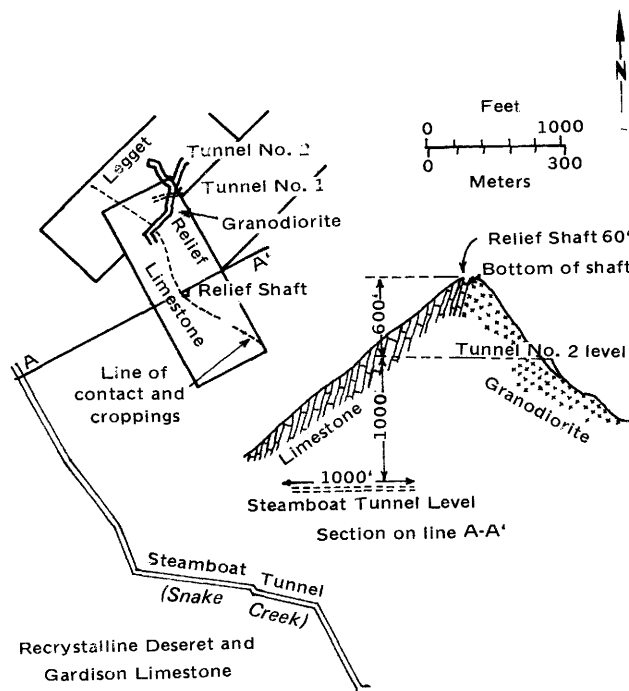 N
Feet
0 1000
0 300
Meters
Tunnel No. 2
Legget
Tunnel No. 1
Granodiorite
Relief
Limestone
A'
Relief Shaft
A
Line of
contact and
croppings
Relief Shaft 60'
Bottom of shaft
600'
Tunnel No. 2 level
Granodiorite
Limestone
1000
1000'
Steamboat Tunnel Level
Section on line A-A'
Steamboat Tunnel
(Snake Creek)
Recrystalline Deseret and
Gardison Limestone